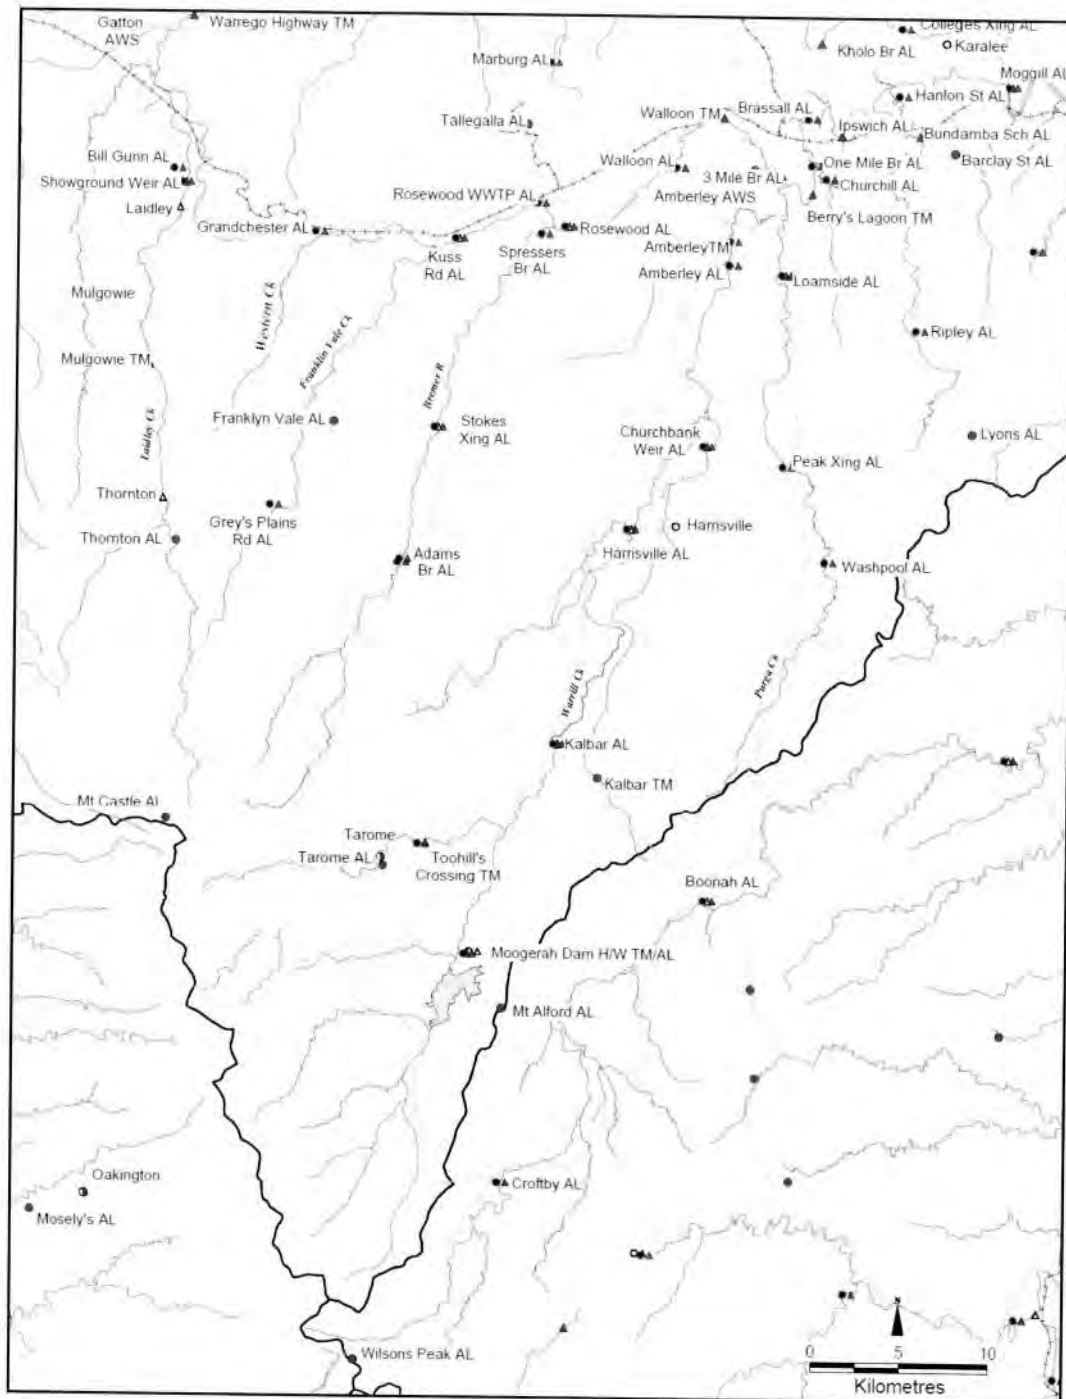 Gatton
AWS
Warrego Highway TM
Colleges Xing AL
Kholo Br AL
Karalee
Marburg AL
Moggill AL
Hanlon St AL
Tallegalla AL
Walloon TM
Brassall AL
Ipswich AL
Bundamba Sch AL
Bill Gunn AL
Walloon AL
One Mile Br AL
Barclay St AL
Showground Weir AL
3 Mile Br AL
Churchill AL
Laidley
Rosewood WWTP AL
Amberley AWS
Berry's Lagoon TM
Grandchester AL
Kuss
Rd AL
Spressers
Br AL
Rosewood AL
Amberley TM
Amberley AL
Loamside AL
Mulgowie
Western Ck
Franklin Vale Ck
Ripley AL
Mulgowie TM
Bremer R
Laidley Ck
Franklyn Vale AL
Stokes
Xing AL
Churchbank
Weir AL
Lyons AL
Peak Xing AL
Thornton
Grey's Plains
Rd AL
Harrisville
Thornton AL
Harrisville AL
Adams
Br AL
Washpool AL
Warrill Ck
Purga Ck
Kalbar AL
Kalbar TM
Mt Castle AL
Tarome
Tarome AL
Toohill's
Crossing TM
Boonah AL
Moogerah Dam H/W TM/AL
Mt Alford AL
Oakington
Croftby AL
Mosely's AL
Wilsons Peak AL
N
0 5 10
Kilometres